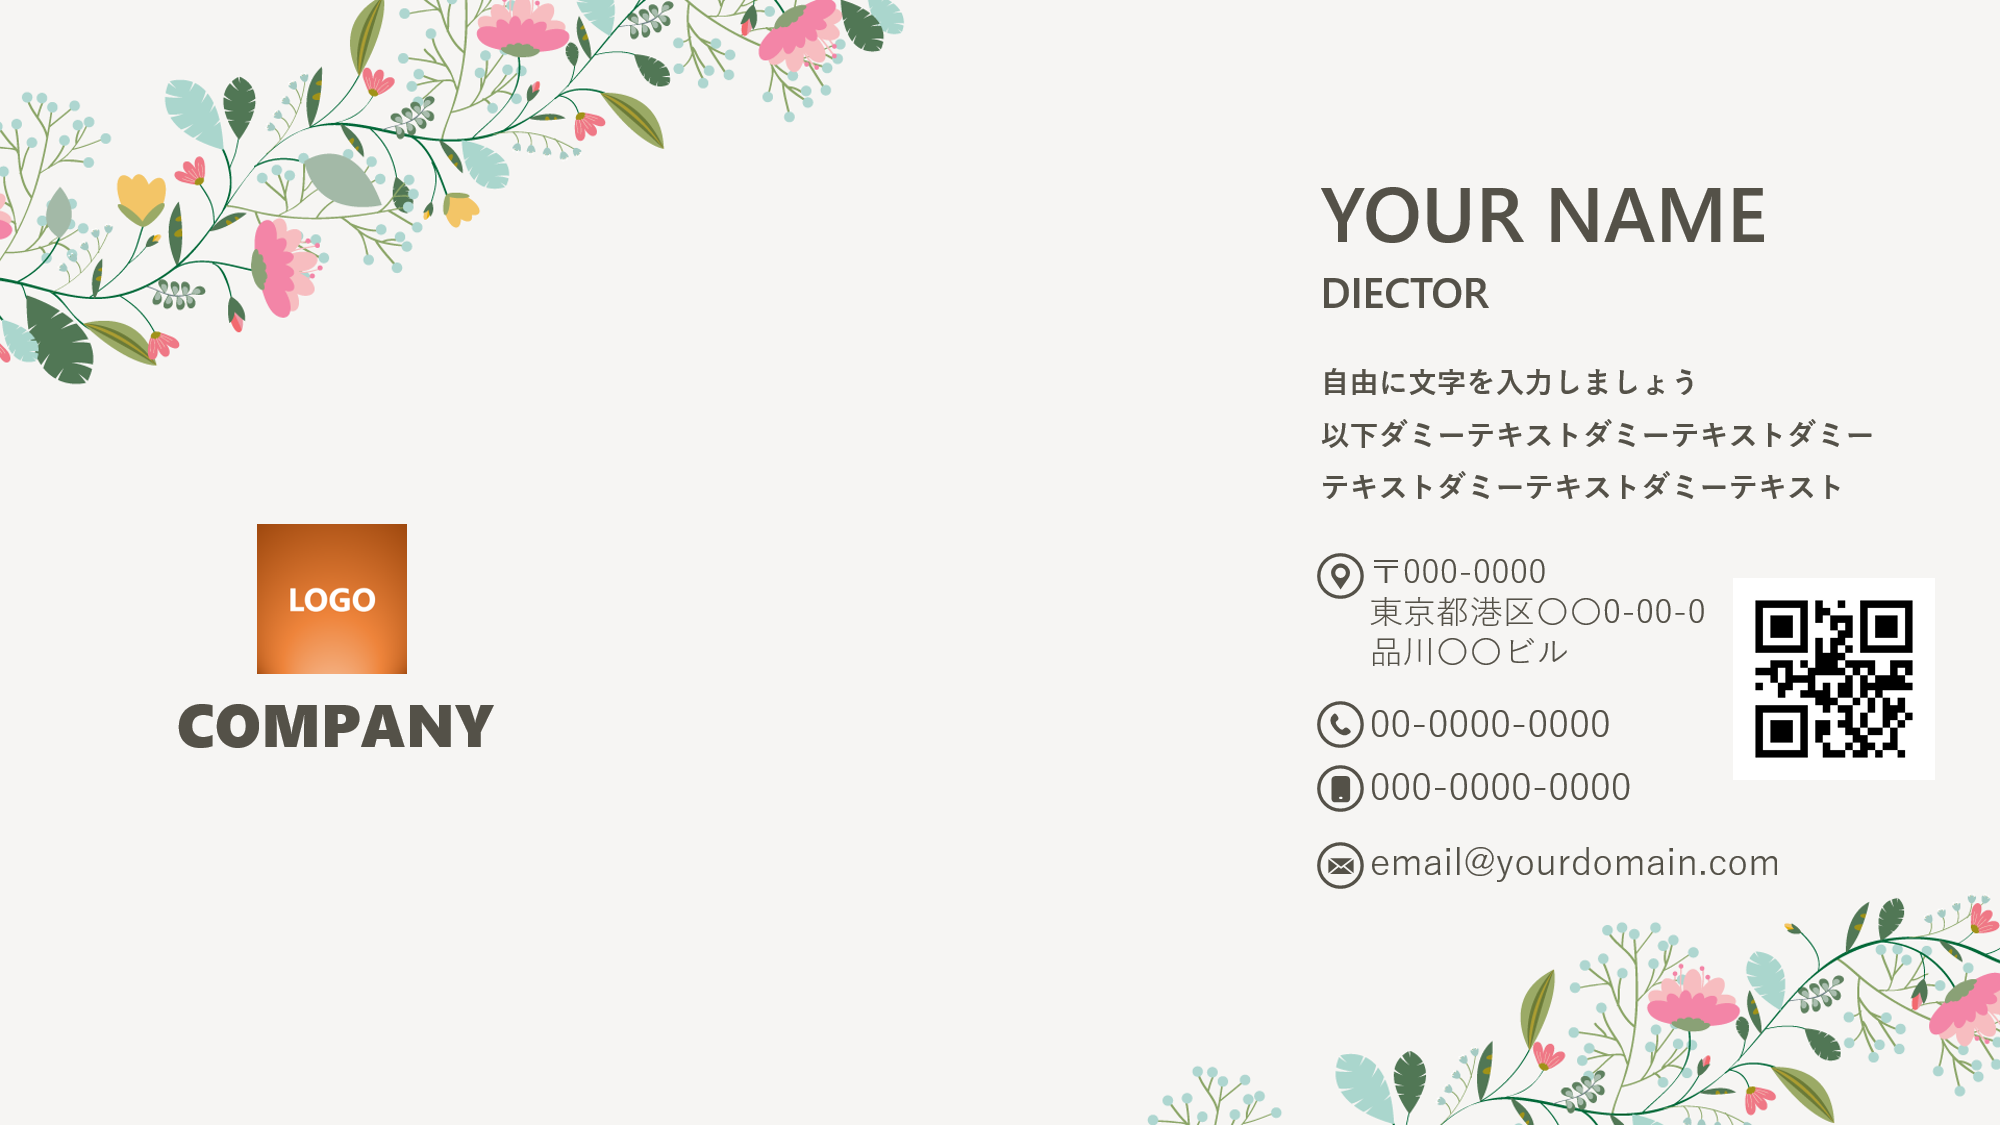 LOGO
COMPANY
YOUR NAME
DIECTOR
自由に文字を入力しましょう
以下ダミーテキストダミーテキストダミー
テキストダミーテキストダミーテキスト
〒000-0000
東京都港区〇〇0-00-0
品川〇〇ビル
00-0000-0000
000-0000-0000
email@yourdomain.com